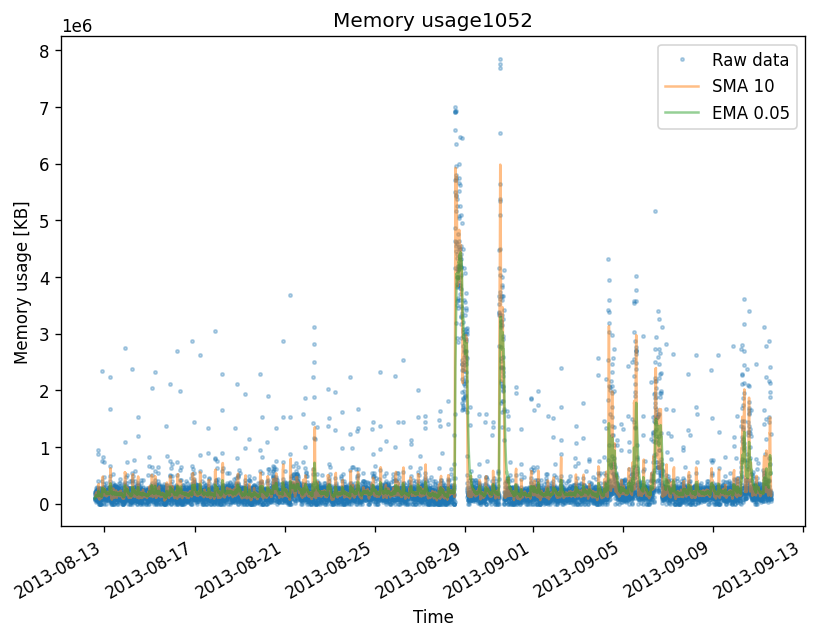 Memory usage1052
1e6
8
7
6
5
4
3
2
1
0
Memory usage [KB]
Raw data
SMA 10
EMA 0.05
2013-08-13
2013-08-17
2013-08-21
2013-08-25
2013-08-29
2013-09-01
2013-09-05
2013-09-09
2013-09-13
Time